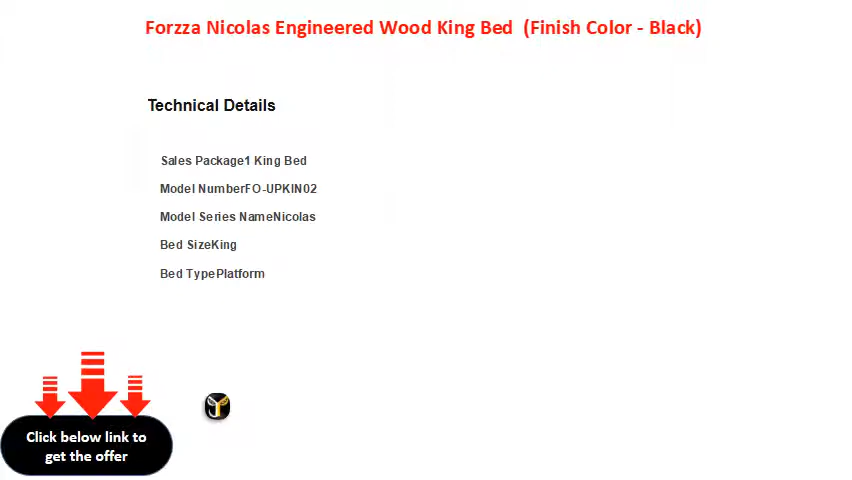 Forzza Nicolas Engineered Wood King Bed  (Finish Color - Black)
Technical Details
Sales Package1 King Bed
Model NumberFO-UPKIN02
Model Series NameNicolas
Bed SizeKing
Bed TypePlatform
Click below link to
get the offer